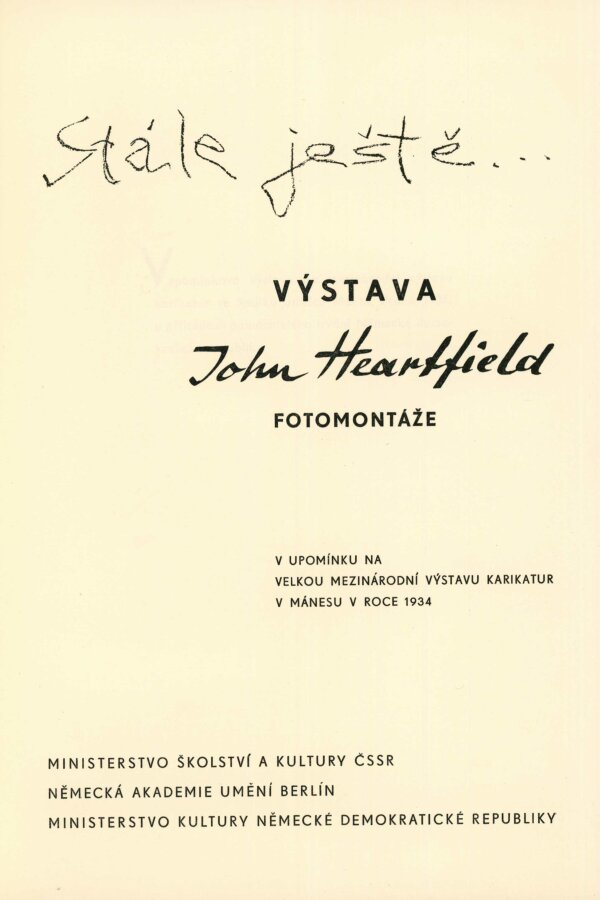 Stále ještě...
VÝSTAVA
John Heartfield
FOTOMONTÁŽE
V UPOMÍNKU NA
VELKOU MEZINÁRODNÍ VÝSTAVU KARIKATUR
V MÁNESU V ROCE 1934
MINISTERSTVO ŠKOLSTVÍ A KULTURY ČSSR
NĚMECKÁ AKADEMIE UMĚNÍ BERLÍN
MINISTERSTVO KULTURY NĚMECKÉ DEMOKRATICKÉ REPUBLIKY